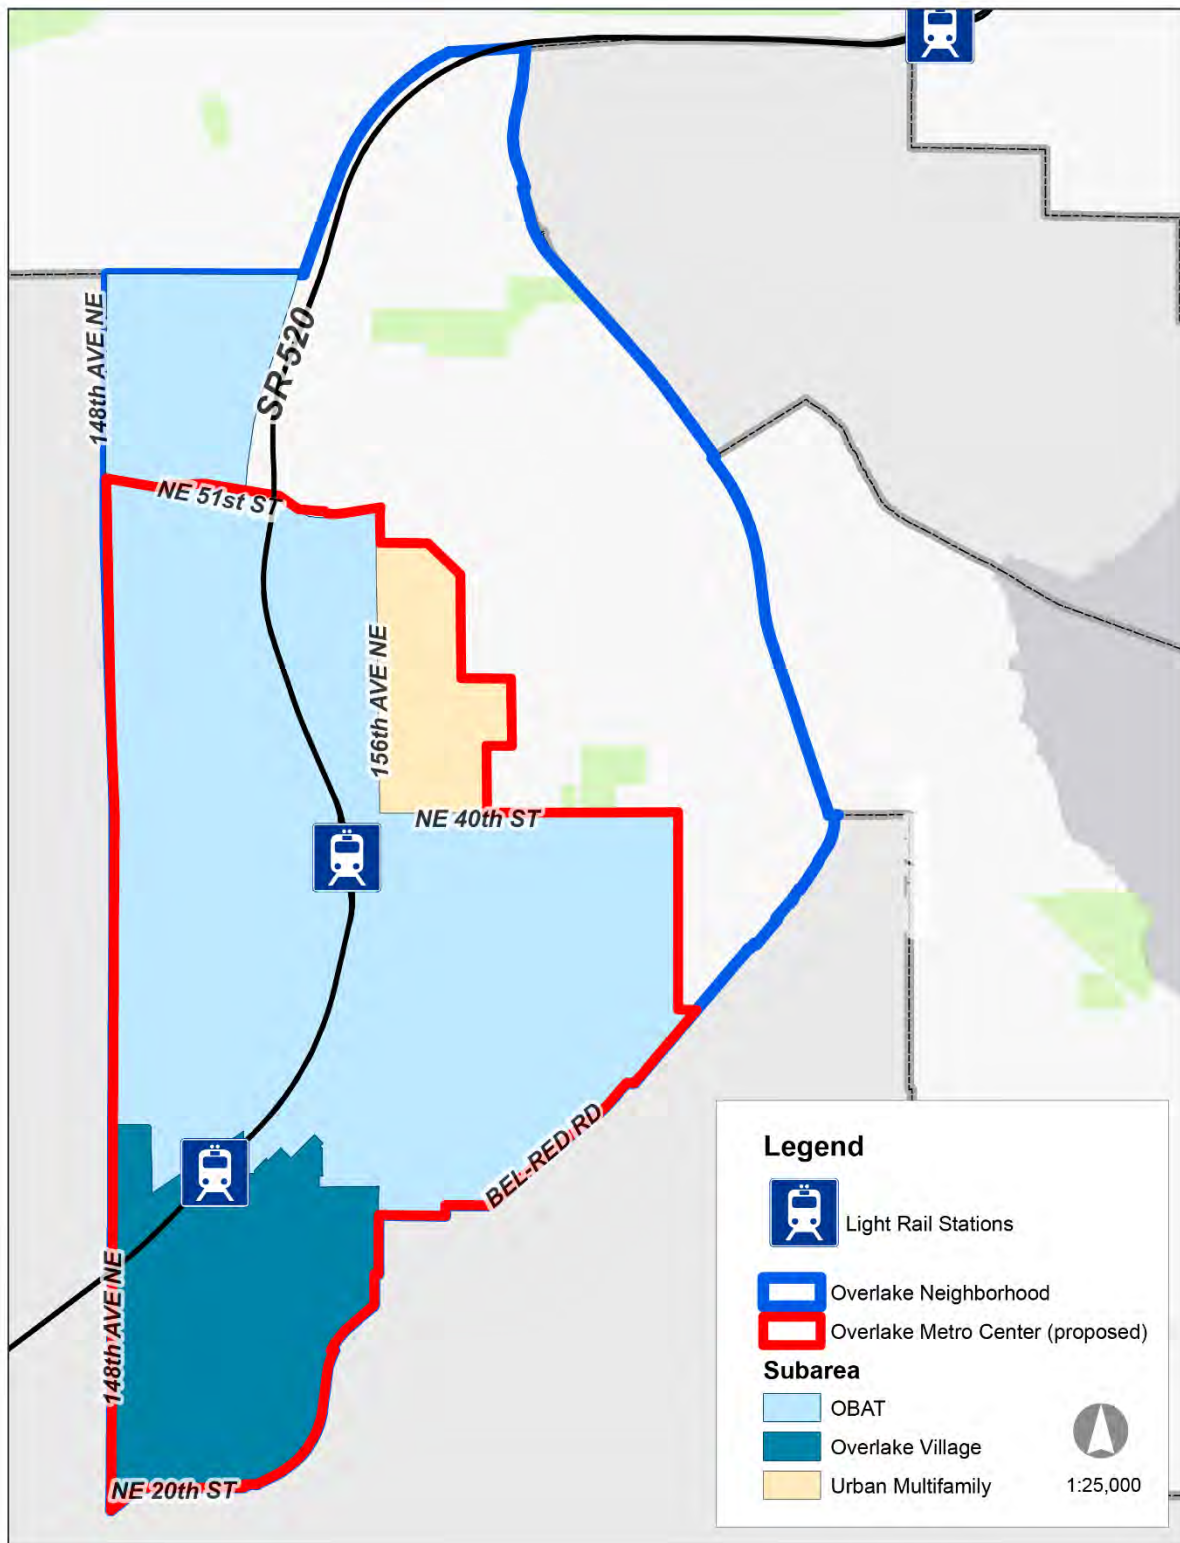 148th AVE NE
SR-520
NE 51st ST
156th AVE NE
NE 40th ST
BEL-RED RD
148th AVE NE
NE 20th ST
Legend
Light Rail Stations
Overlake Neighborhood
Overlake Metro Center (proposed)
Subarea
OBAT
Overlake Village
Urban Multifamily
1:25,000